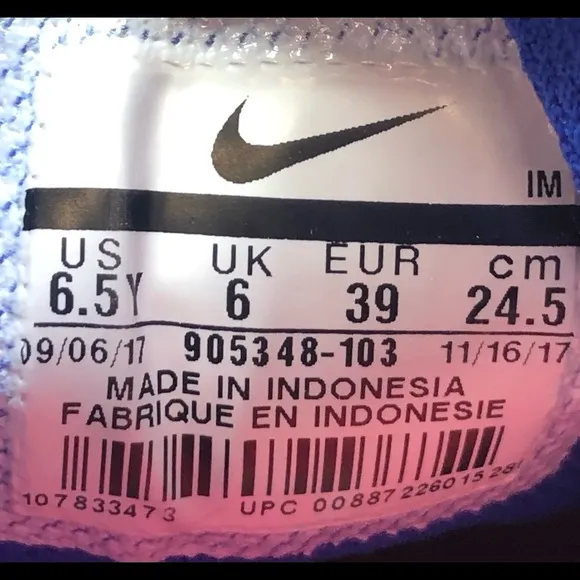 IM
US UK EUR cm
6.5Y 6 39 24.5
09/06/17 905348-103 11/16/17
MADE IN INDONESIA
FABRIQUE EN INDONESIE
107833473 UPC